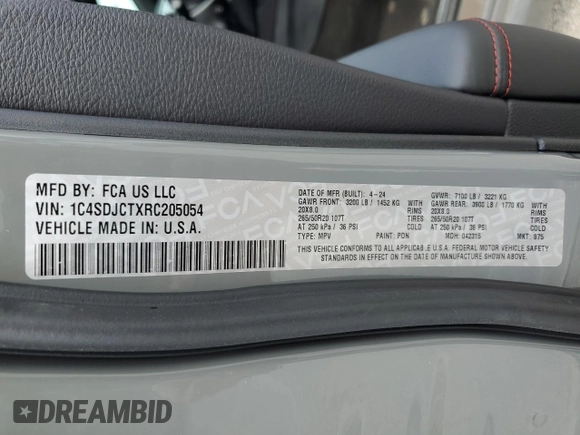 MFD BY: FCA US LLC
VIN: 1C4SDJCTXRC205054
VEHICLE MADE IN: U.S.A.
DATE OF MFR (BUILT): 4-24
GAWR FRONT: 3200 LB / 1452 KG
20X8.0
265/50R20 107T TIRES
AT 250 kPa / 36 PSI COLD
TYPE: MPV PAINT: PDN
GVWR: 7100 LB / 3221 KG
GAWR REAR: 3900 LB / 1770 KG
20X8.0 RIMS
265/50R20 107T TIRES
AT 250 kPa / 36 PSI COLD
MDH: 042315 MKT: B75
THIS VEHICLE CONFORMS TO ALL APPLICABLE U.S.A. FEDERAL MOTOR VEHICLE SAFETY
STANDARDS IN EFFECT ON THE DATE OF MANUFACTURE SHOWN ABOVE.
DREAMBID